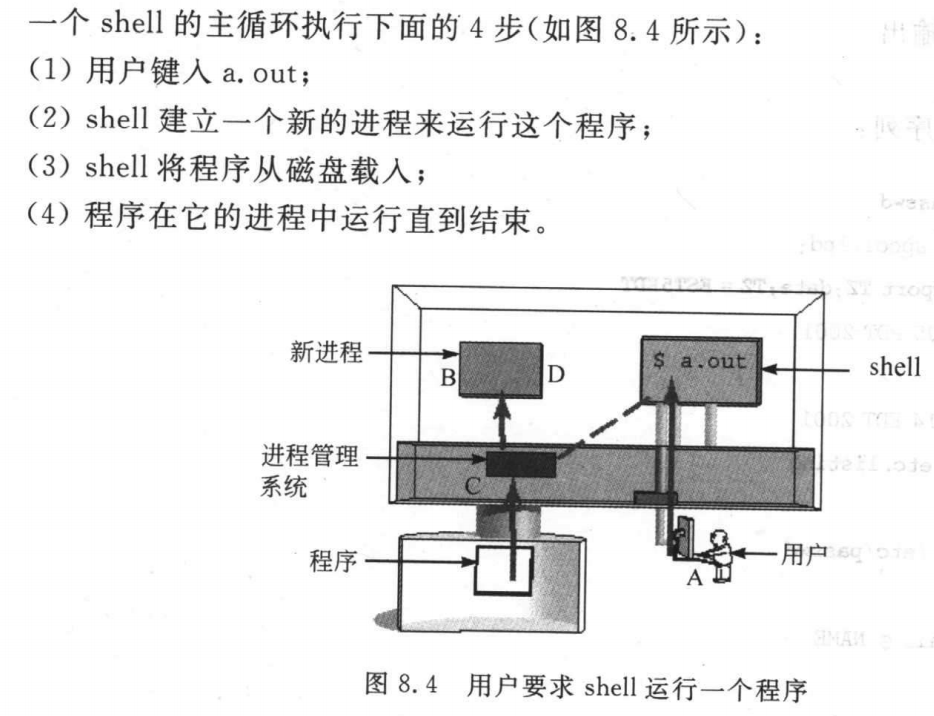 一个 shell 的主循环执行下面的 4 步(如图 8.4 所示):
(1) 用户键入 a.out;
(2) shell 建立一个新的进程来运行这个程序;
(3) shell 将程序从磁盘载入;
(4) 程序在它的进程中运行直到结束。
新进程
B
D
$ a.out
shell
进程管理
系统
C
程序
用户
A
图 8.4 用户要求 shell 运行一个程序